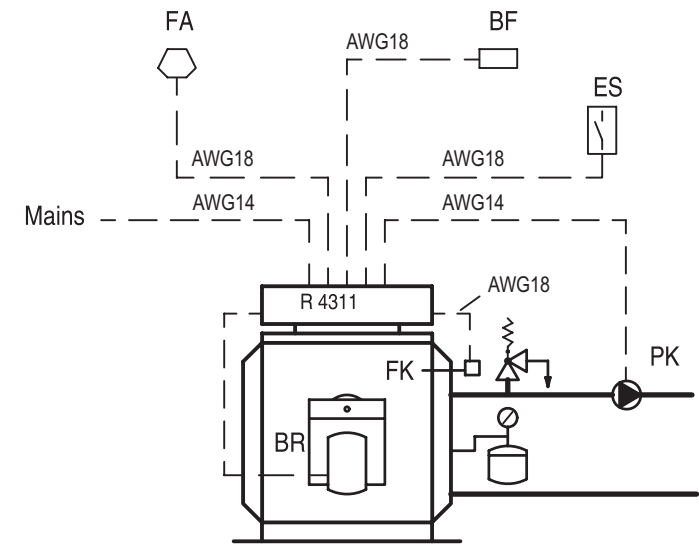 FA
BF
AWG18
ES
AWG18
AWG18
Mains
AWG14
AWG14
R 4311
AWG18
FK
PK
BR